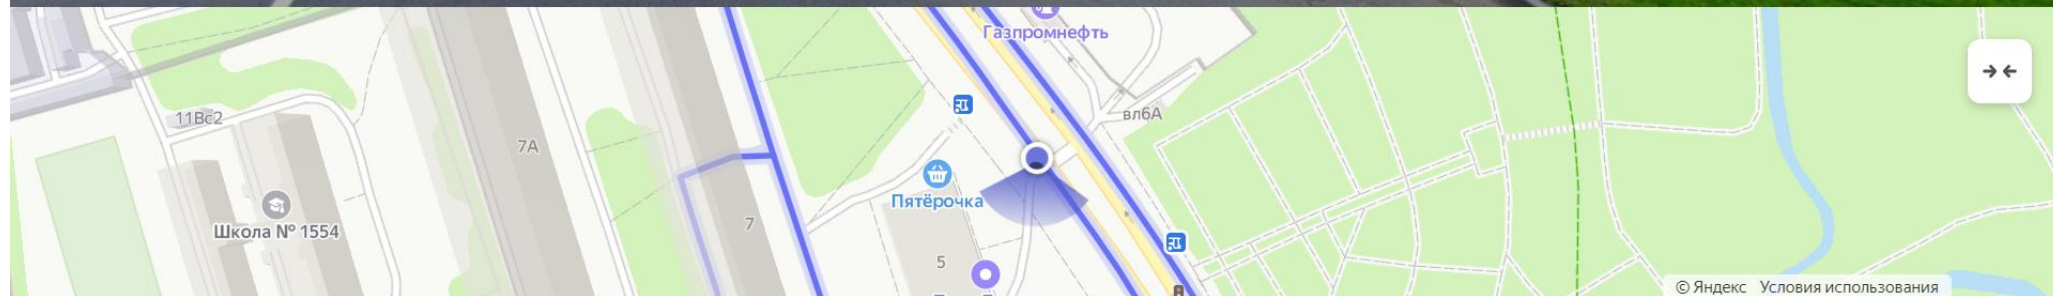 Газпромнефть
11Вс2
вл6А
7А
Пятёрочка
Школа № 1554
7
5
© Яндекс Условия использования